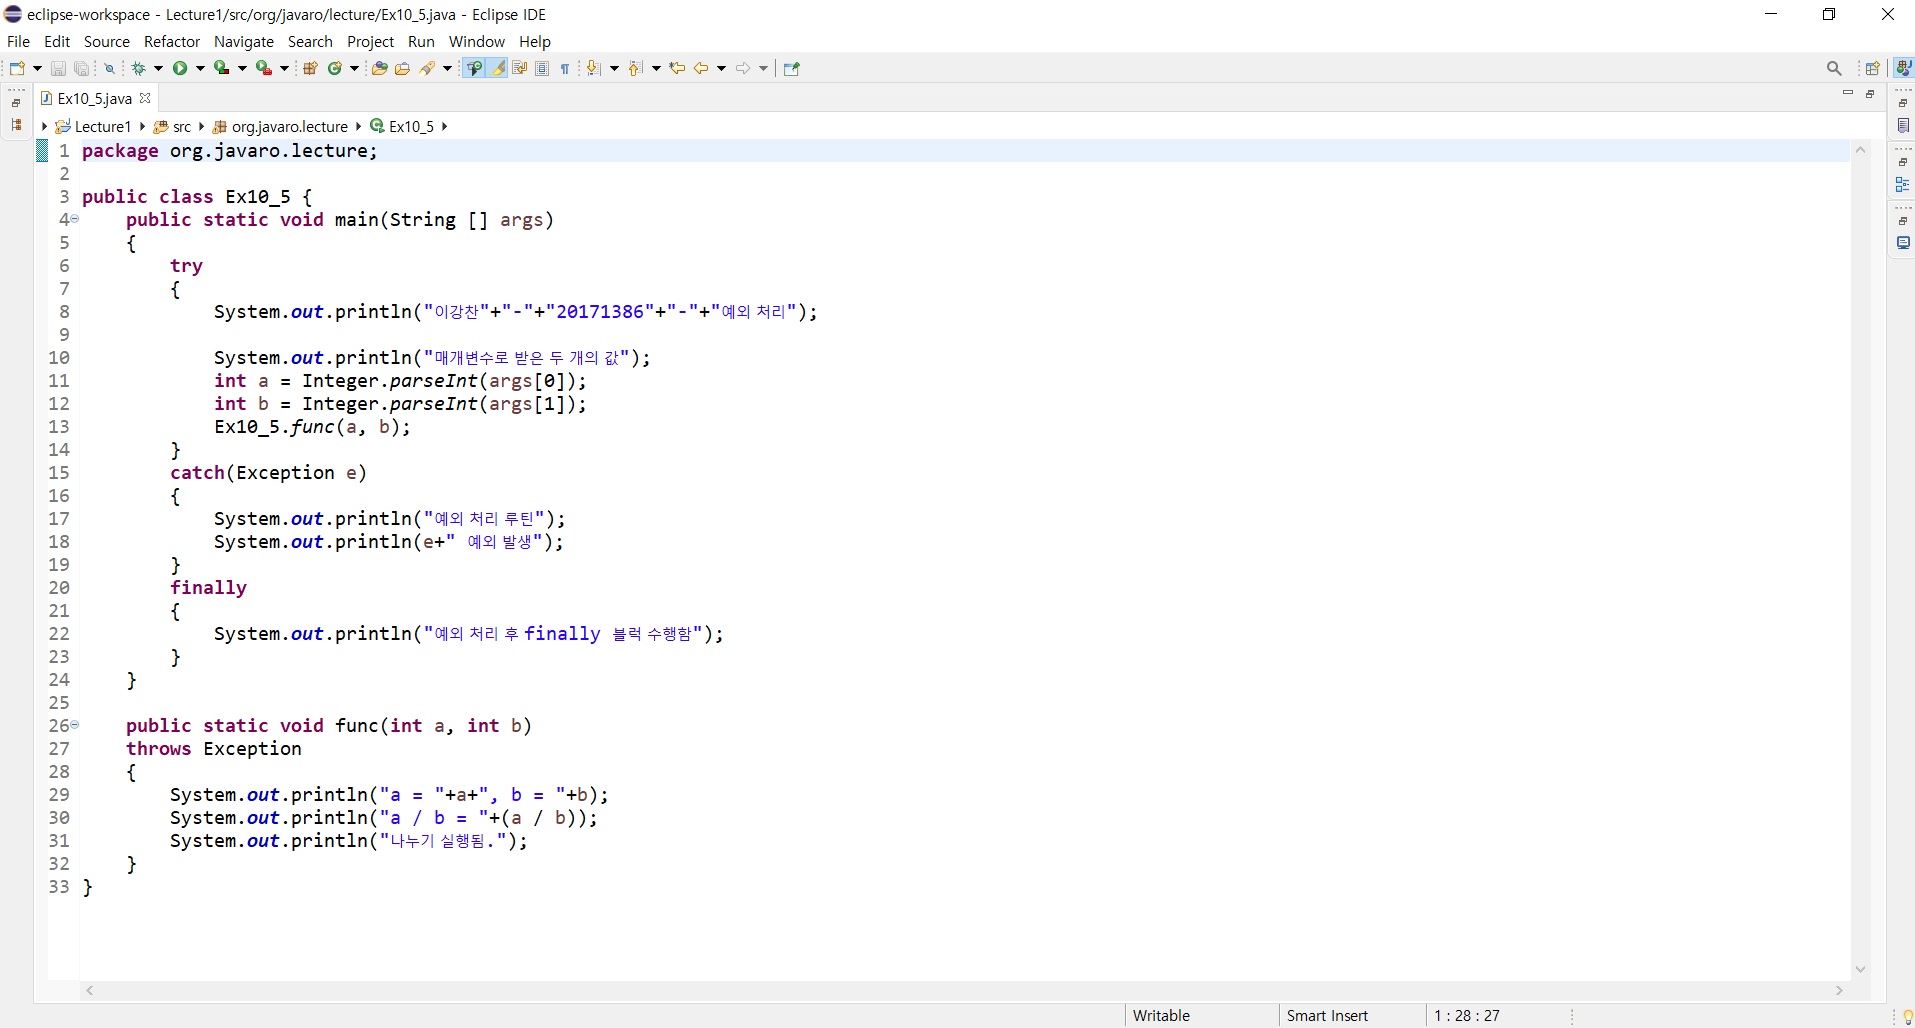 eclipse-workspace - Lecture1/src/org/javaro/lecture/Ex10_5.java - Eclipse IDE
File Edit Source Refactor Navigate Search Project Run Window Help
Ex10_5.java
Lecture1 src org.javaro.lecture Ex10_5
1 package org.javaro.lecture;
2
3 public class Ex10_5 {
4 public static void main(String [] args)
5 {
6 try
7 {
8 System.out.println("이강찬"+"-"+"20171386"+"-"+"예외 처리");
9
10 System.out.println("매개변수로 받은 두 개의 값");
11 int a = Integer.parseInt(args[0]);
12 int b = Integer.parseInt(args[1]);
13 Ex10_5.func(a, b);
14 }
15 catch(Exception e)
16 {
17 System.out.println("예외 처리 루틴");
18 System.out.println(e+" 예외 발생");
19 }
20 finally
21 {
22 System.out.println("예외 처리 후 finally 블럭 수행함");
23 }
24 }
25
26 public static void func(int a, int b)
27 throws Exception
28 {
29 System.out.println("a = "+a+", b = "+b);
30 System.out.println("a / b = "+(a / b));
31 System.out.println("나누기 실행됨.");
32 }
33 }
Writable Smart Insert 1 : 28 : 27